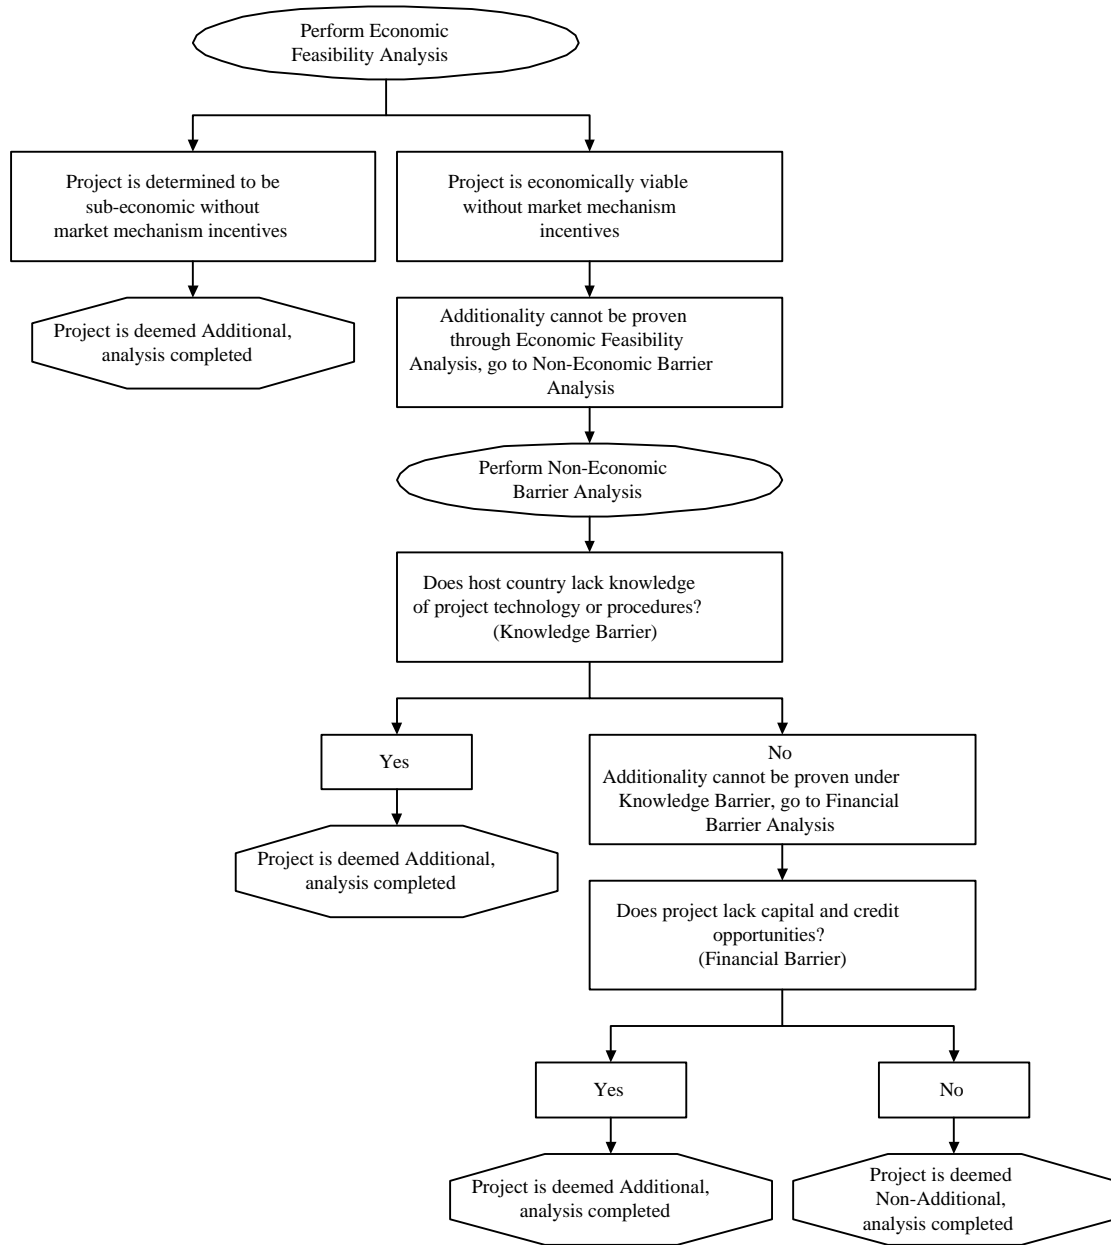 Perform Economic
Feasibility Analysis
Project is determined to be
sub-economic without
market mechanism incentives
Project is economically viable
without market mechanism
incentives
Project is deemed Additional,
analysis completed
Additionality cannot be proven
through Economic Feasibility
Analysis, go to Non-Economic Barrier
Analysis
Perform Non-Economic
Barrier Analysis
Does host country lack knowledge
of project technology or procedures?
(Knowledge Barrier)
Yes
No
Additionality cannot be proven under
Knowledge Barrier, go to Financial
Barrier Analysis
Project is deemed Additional,
analysis completed
Does project lack capital and credit
opportunities?
(Financial Barrier)
Yes
No
Project is deemed Additional,
analysis completed
Project is deemed
Non-Additional,
analysis completed